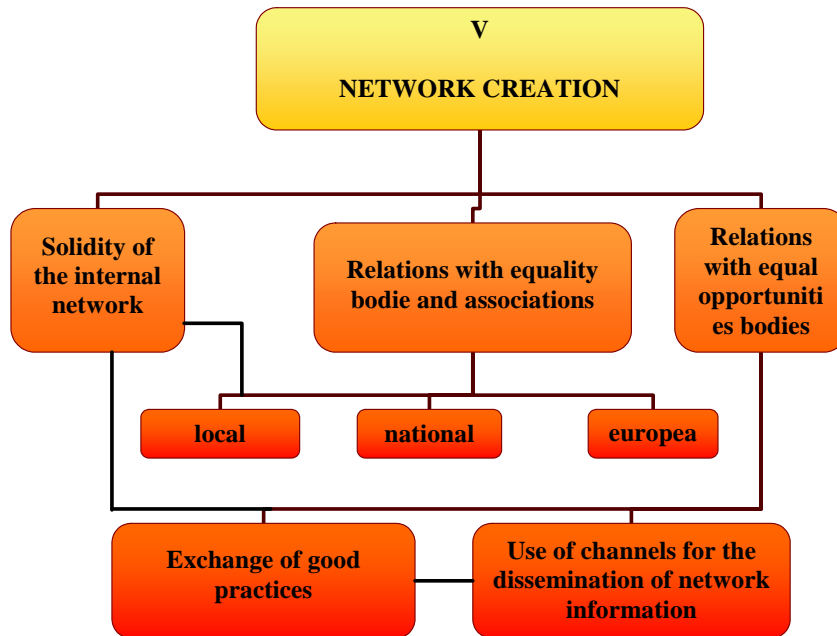 V
NETWORK CREATION
Solidity of
the internal
network
Relations with equality
bodie and associations
Relations
with equal
opportuniti
es bodies
local
national
europea
Exchange of good
practices
Use of channels for the
dissemination of network
information